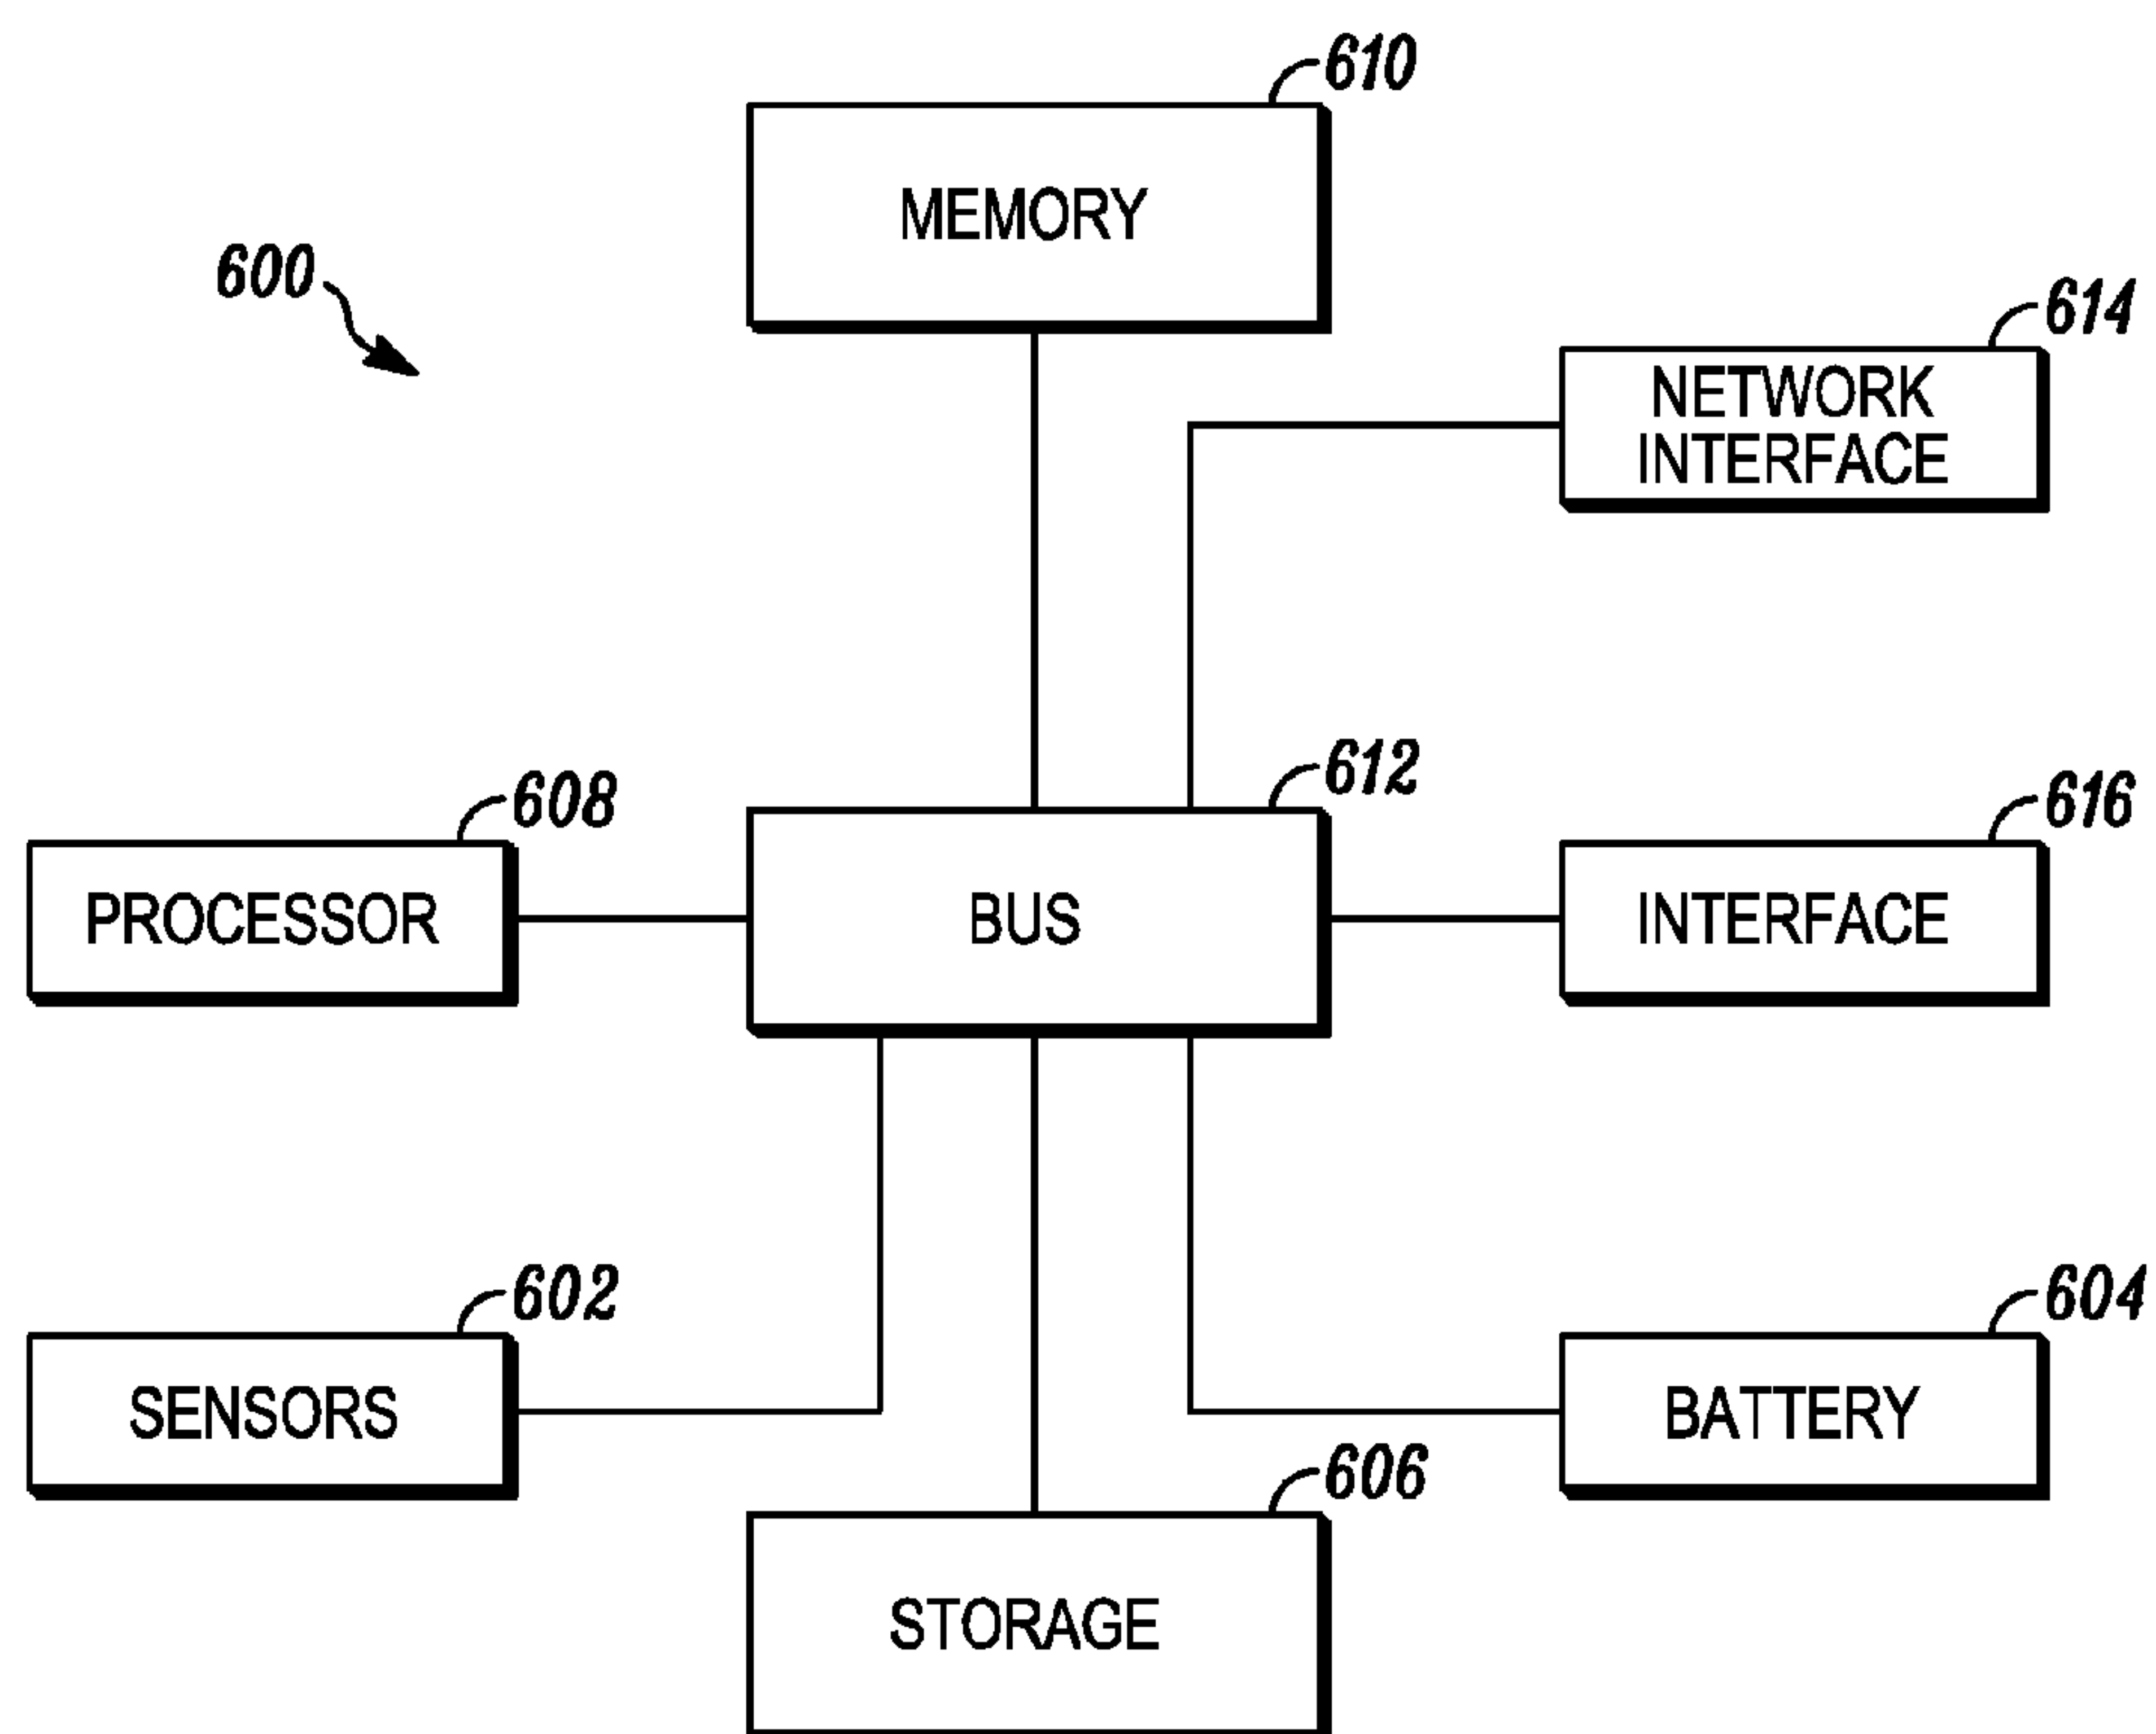 610
MEMORY
600
614
NETWORK
INTERFACE
612
608
616
PROCESSOR
BUS
INTERFACE
602
604
SENSORS
BATTERY
606
STORAGE